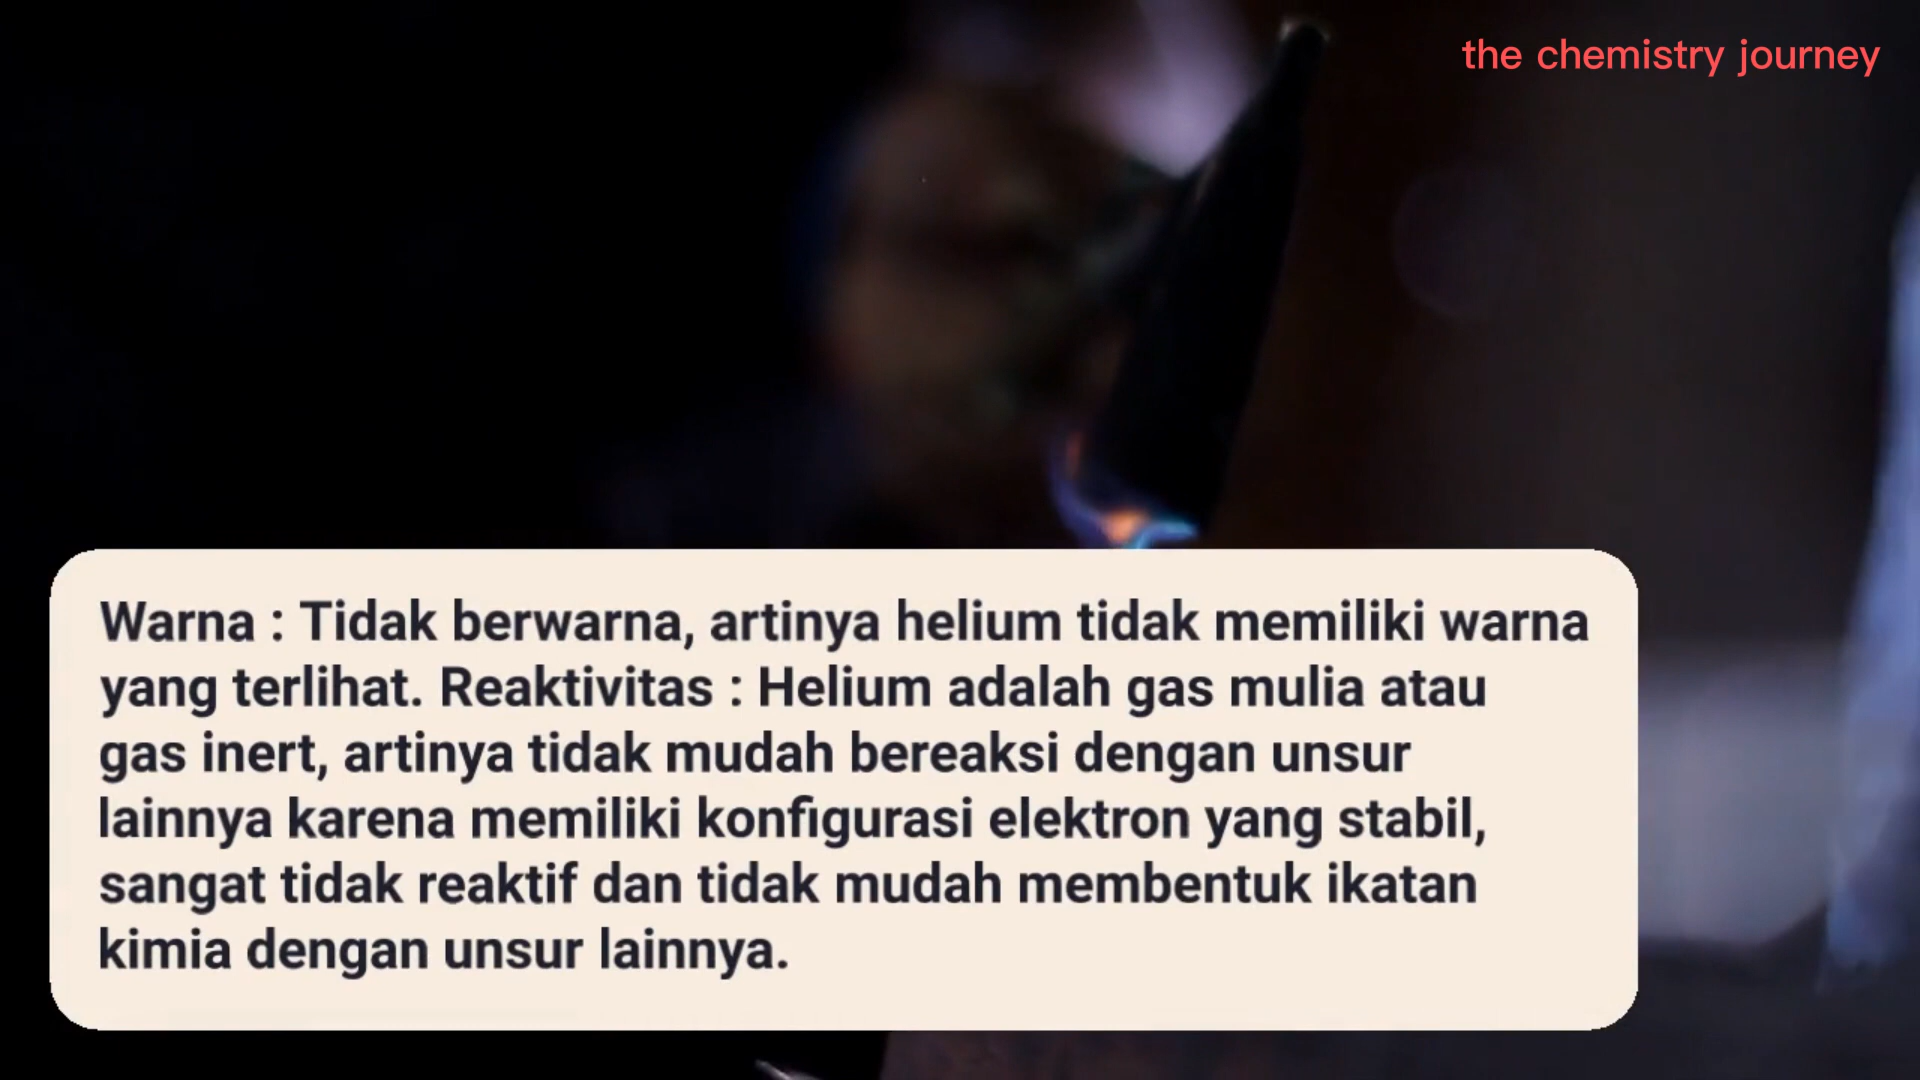 the chemistry journey
Warna : Tidak berwarna, artinya helium tidak memiliki warna
yang terlihat. Reaktivitas : Helium adalah gas mulia atau
gas inert, artinya tidak mudah bereaksi dengan unsur
lainnya karena memiliki konfigurasi elektron yang stabil,
sangat tidak reaktif dan tidak mudah membentuk ikatan
kimia dengan unsur lainnya.